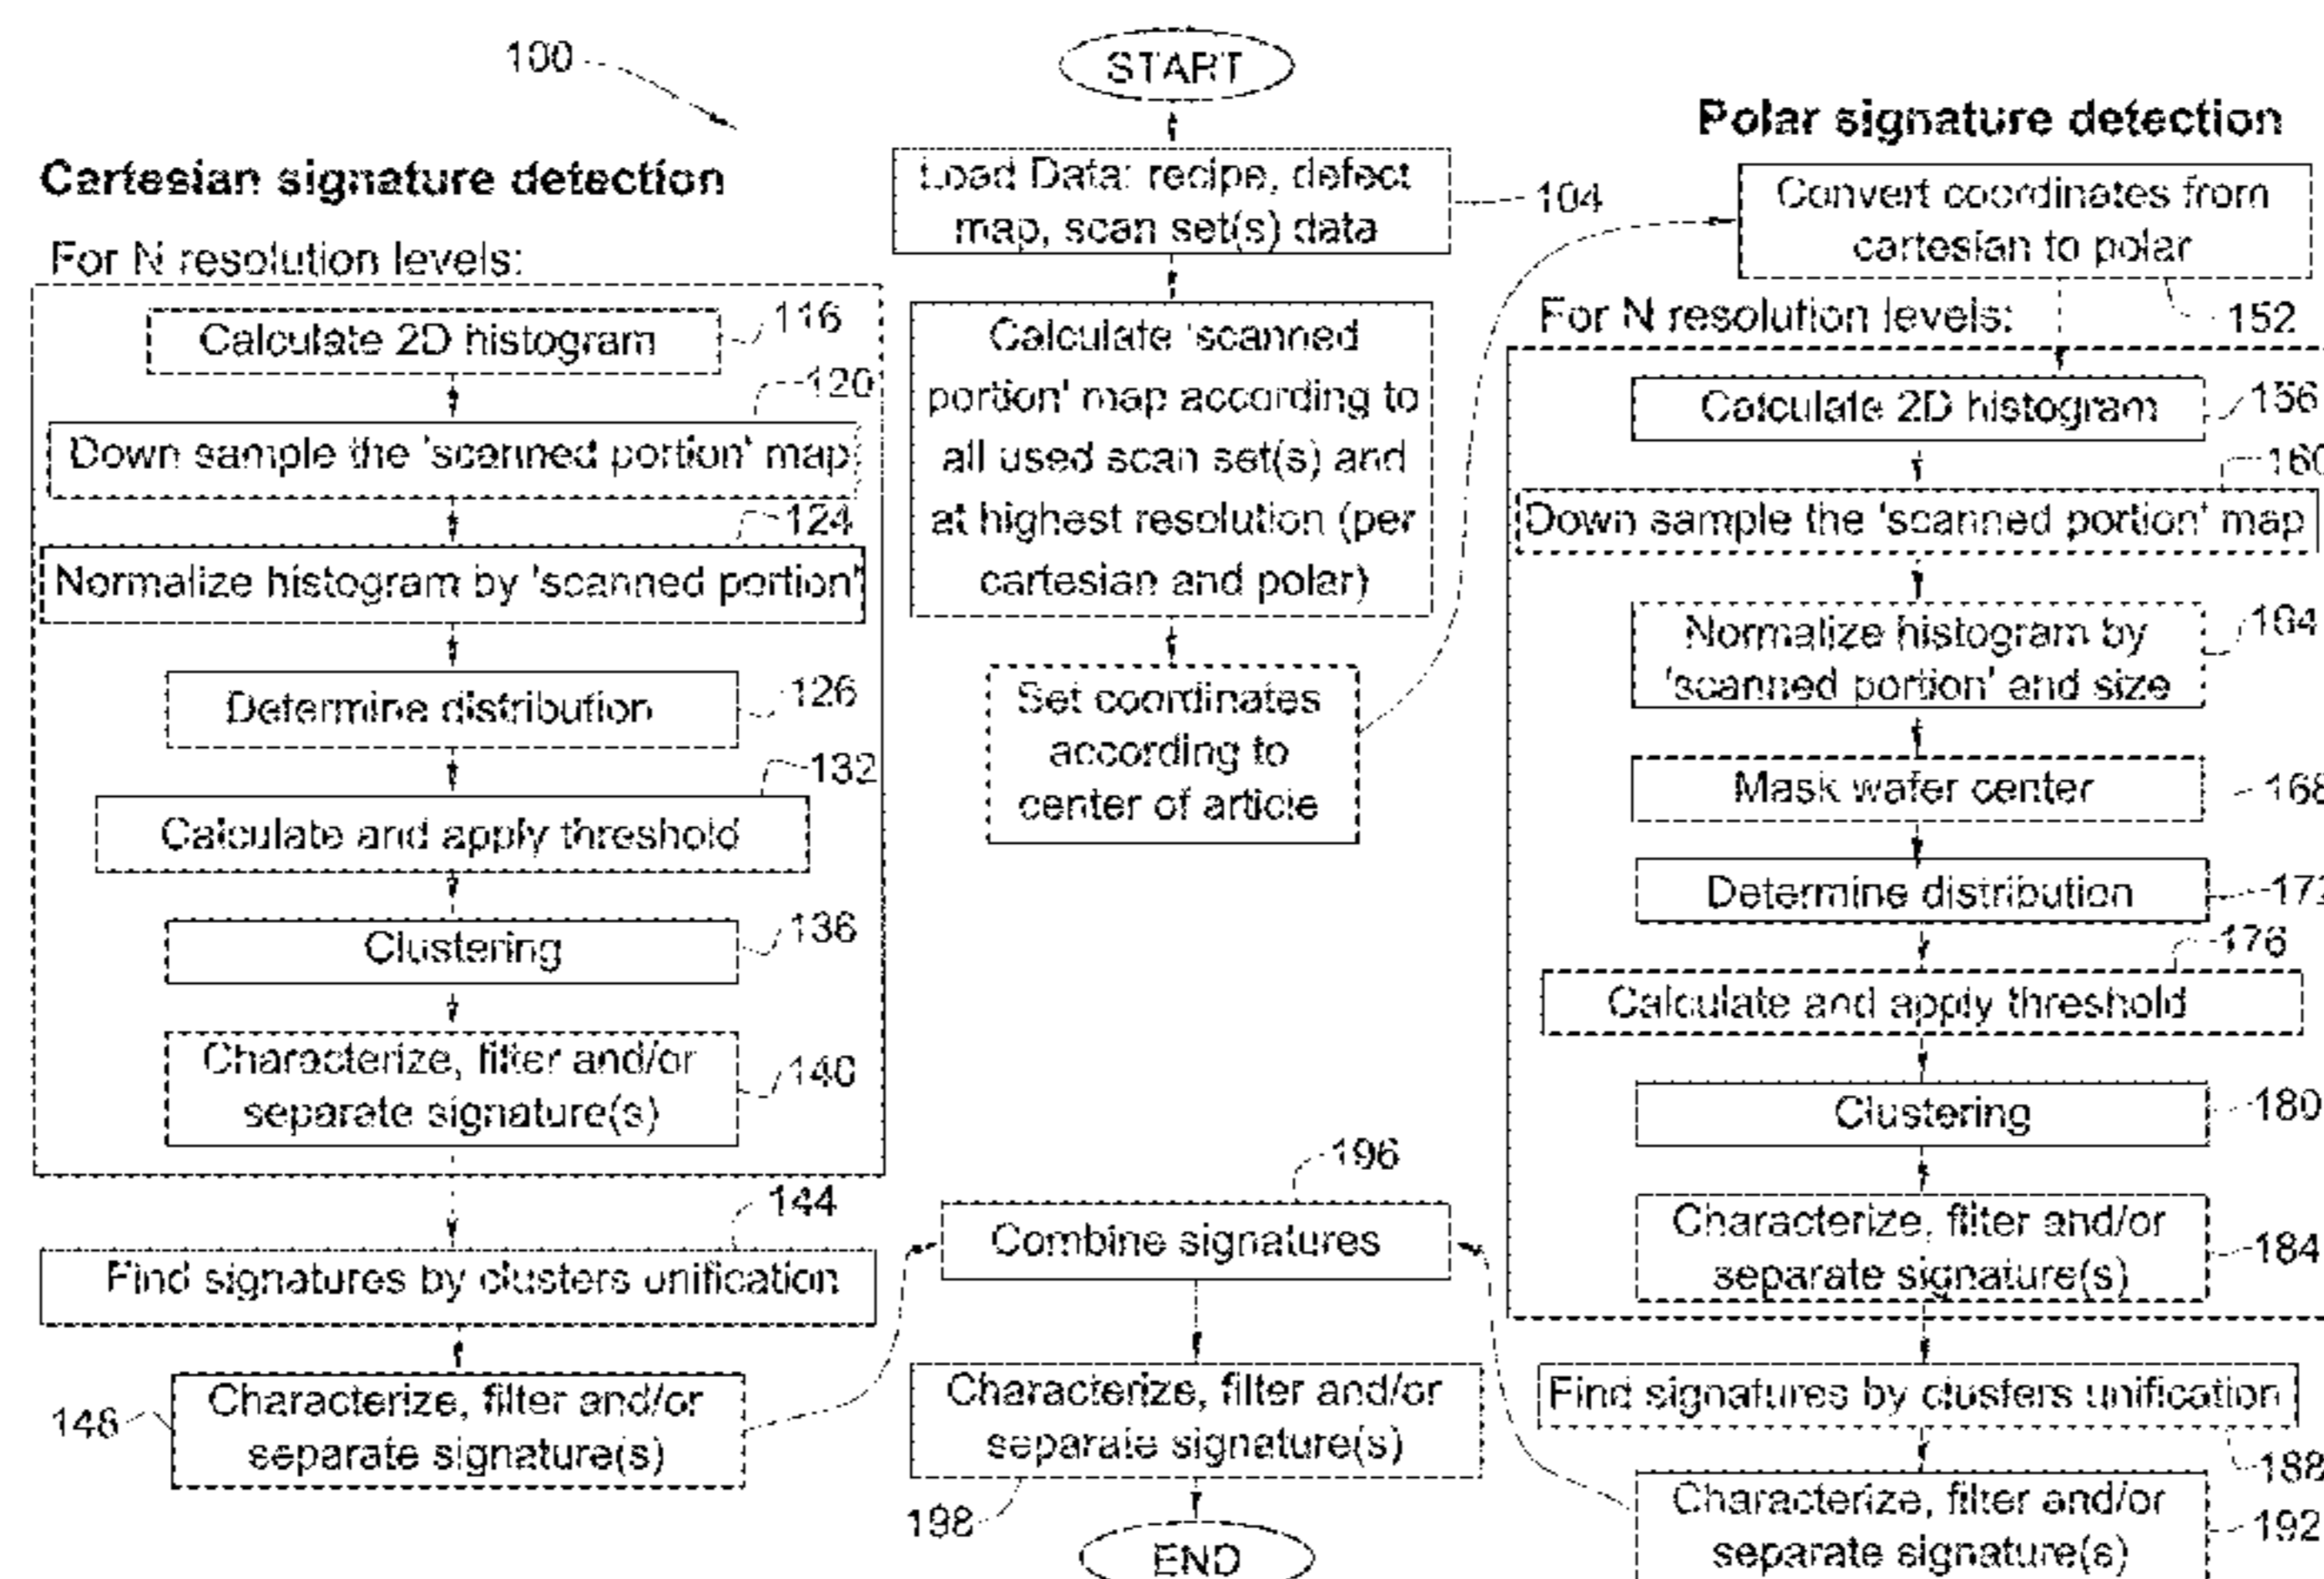 100
START
Load Data: recipe, defect
map, scan set(s) data
104
Calculate 'scanned
portion' map according to
all used scan set(s) and
at highest resolution (per
cartesian and polar)
Set coordinates
according to
center of article
Cartesian signature detection
For N resolution levels:
Calculate 2D histogram
116
120
Down sample the 'scanned portion' map
124
Normalize histogram by 'scanned portion'
Determine distribution
126
132
Calculate and apply threshold
Clustering
136
Characterize, filter and/or
separate signature(s)
140
144
Find signatures by clusters unification
Characterize, filter and/or
separate signature(s)
Polar signature detection
Convert coordinates from
cartesian to polar
152
For N resolution levels:
Calculate 2D histogram
156
160
Down sample the 'scanned portion' map
Normalize histogram by
'scanned portion' and size
164
Mask wafer center
168
Determine distribution
172
176
Calculate and apply threshold
Clustering
180
Characterize, filter and/or
separate signature(s)
184
Find signatures by clusters unification
188
Characterize, filter and/or
separate signature(s)
192
196
Combine signatures
Characterize, filter and/or
separate signature(s)
198
END